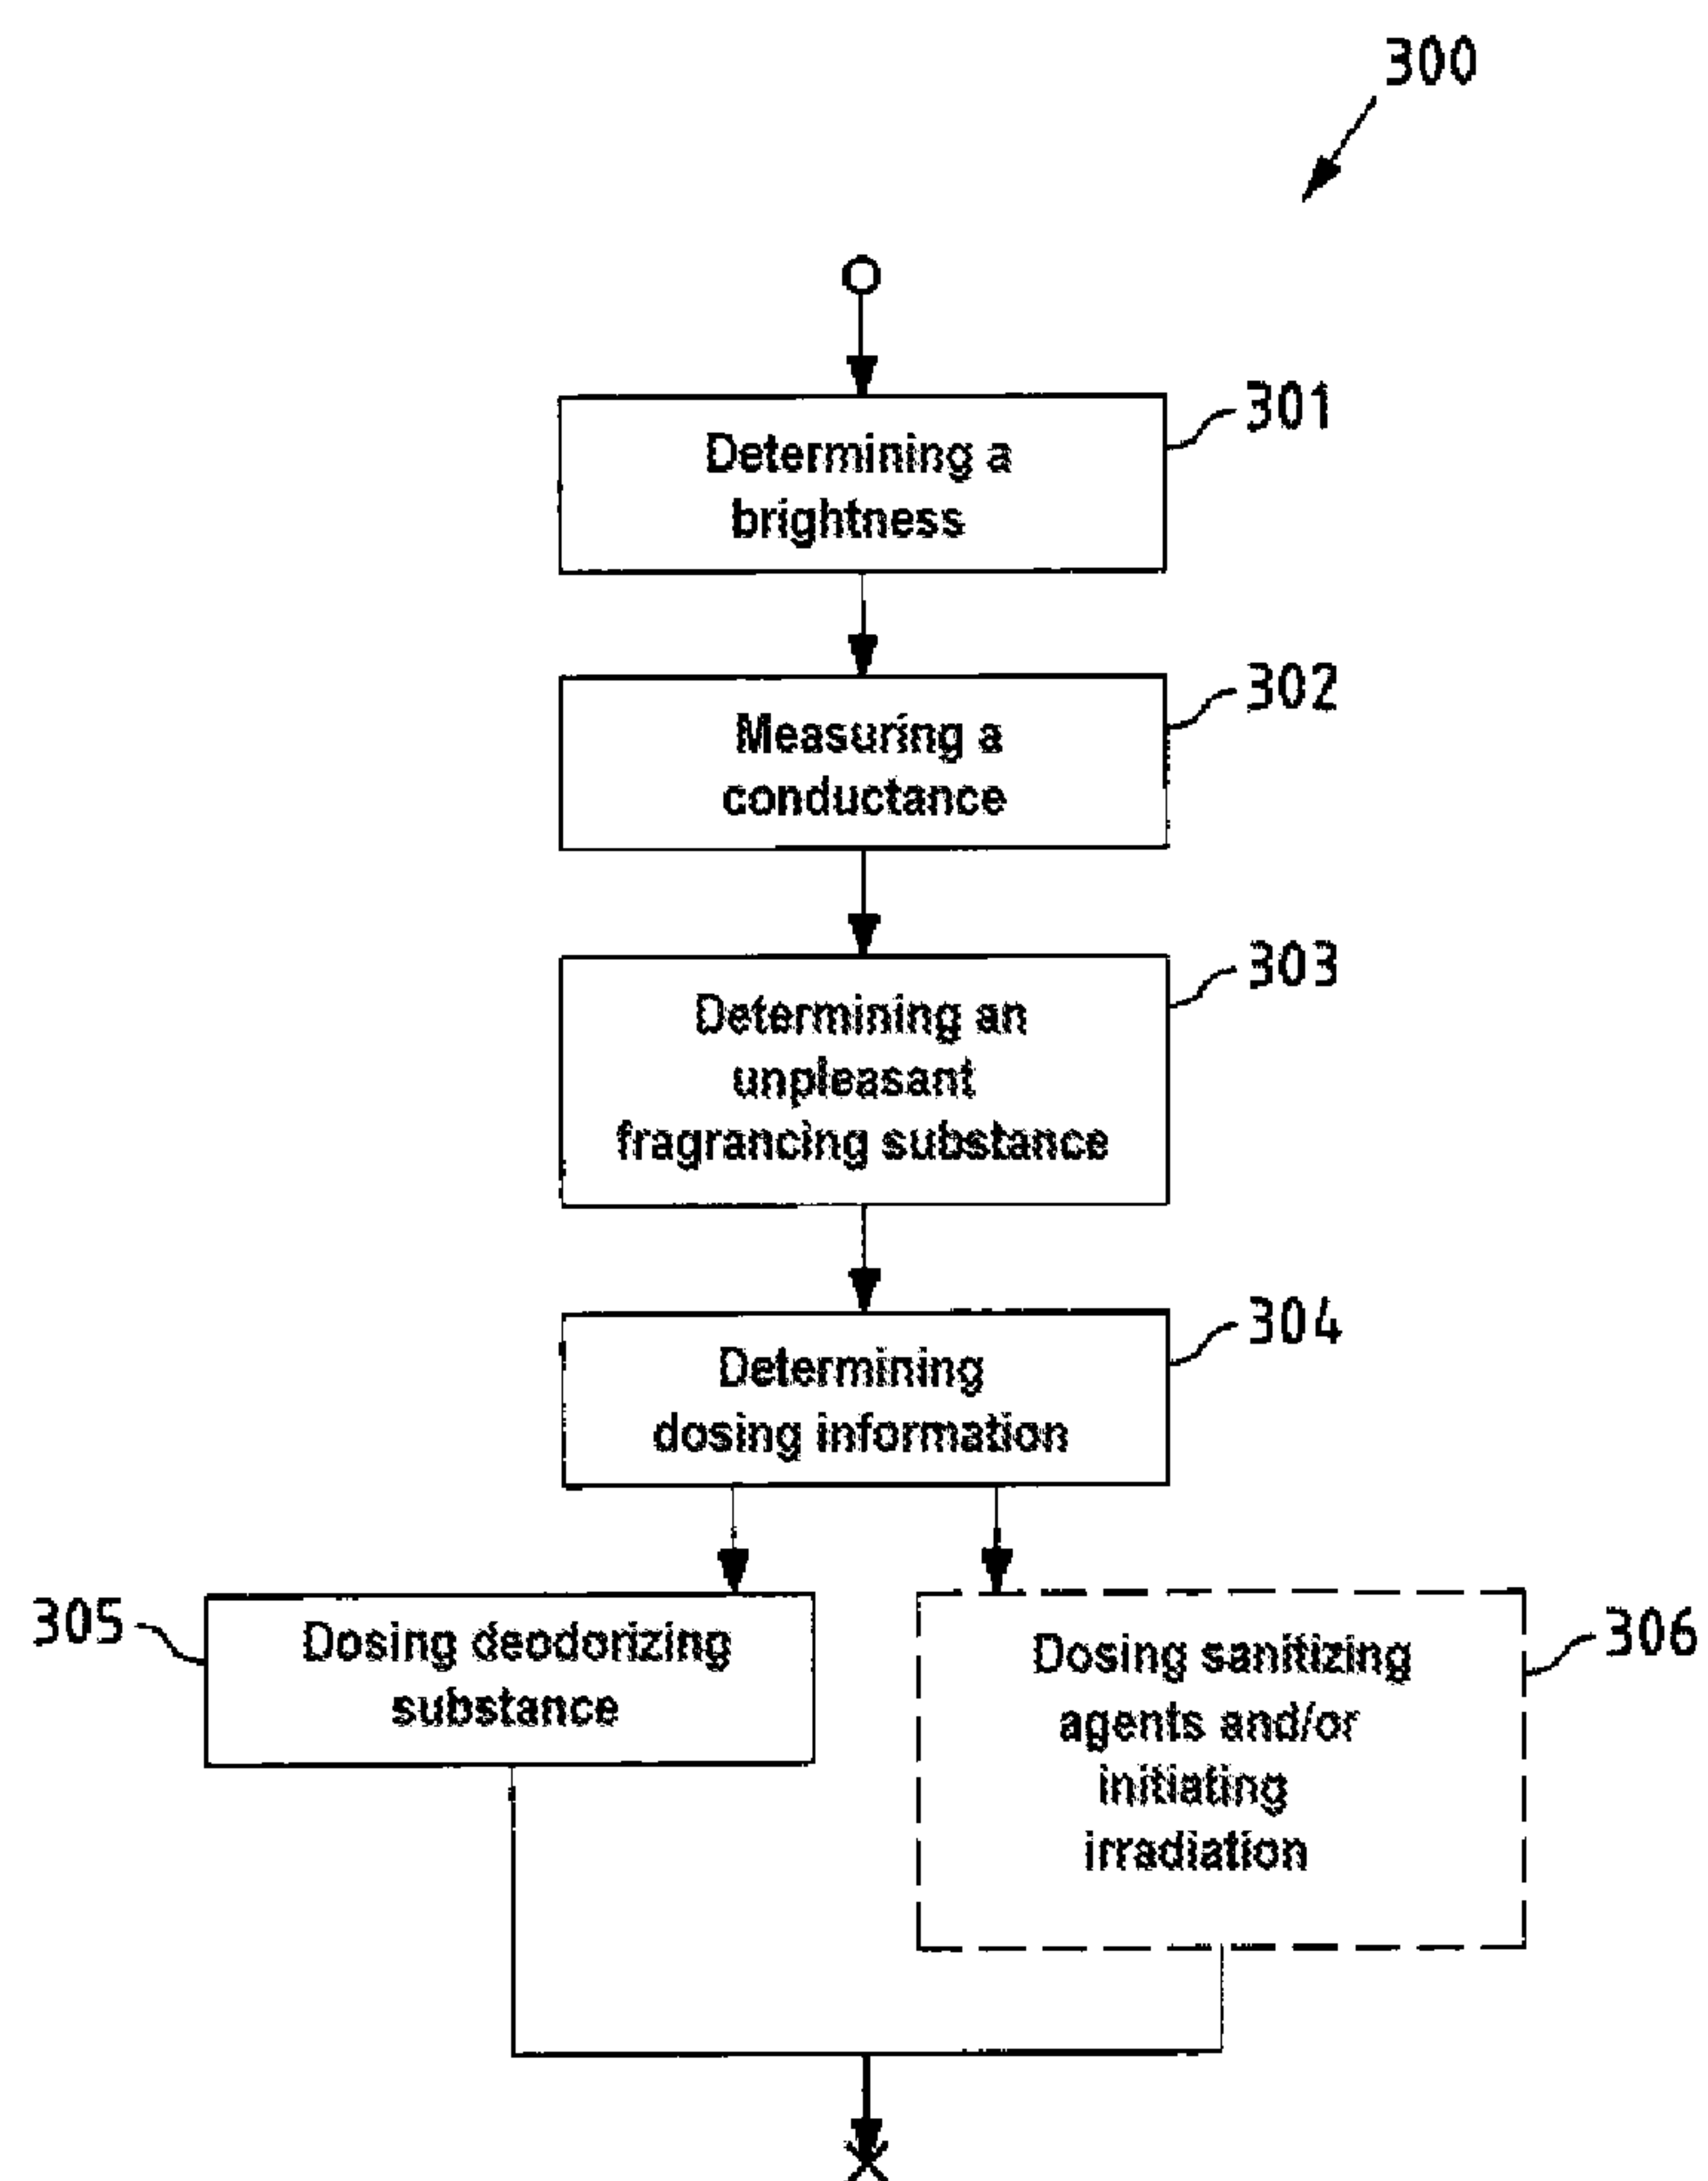 300
301
Determining a
brightness
302
Measuring a
conductance
303
Determining an
unpleasant
fragrancing substance
304
Determining
dosing information
305
Dosing deodorizing
substance
306
Dosing sanitizing
agents and/or
initiating
irradiation